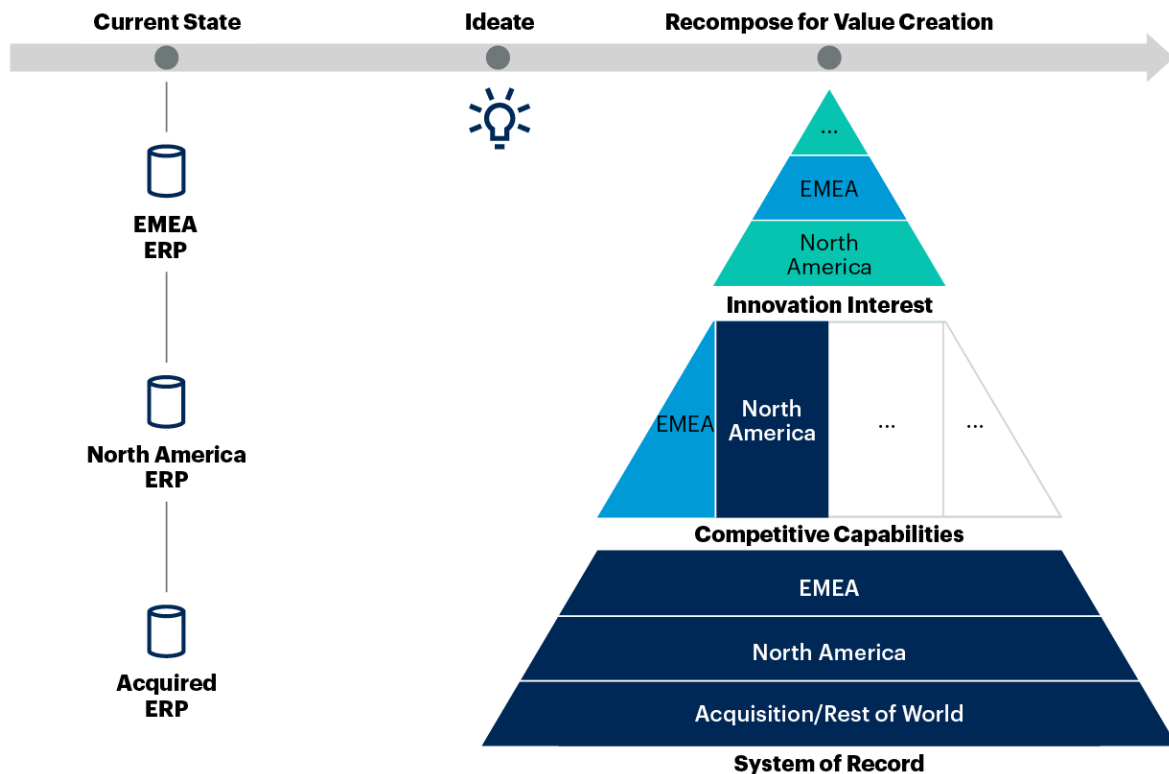 Current State
Ideate
Recompose for Value Creation
EMEA
ERP
North America
ERP
Acquired
ERP
...
EMEA
North
America
Innovation Interest
EMEA
North
America
...
...
Competitive Capabilities
EMEA
North America
Acquisition/Rest of World
System of Record